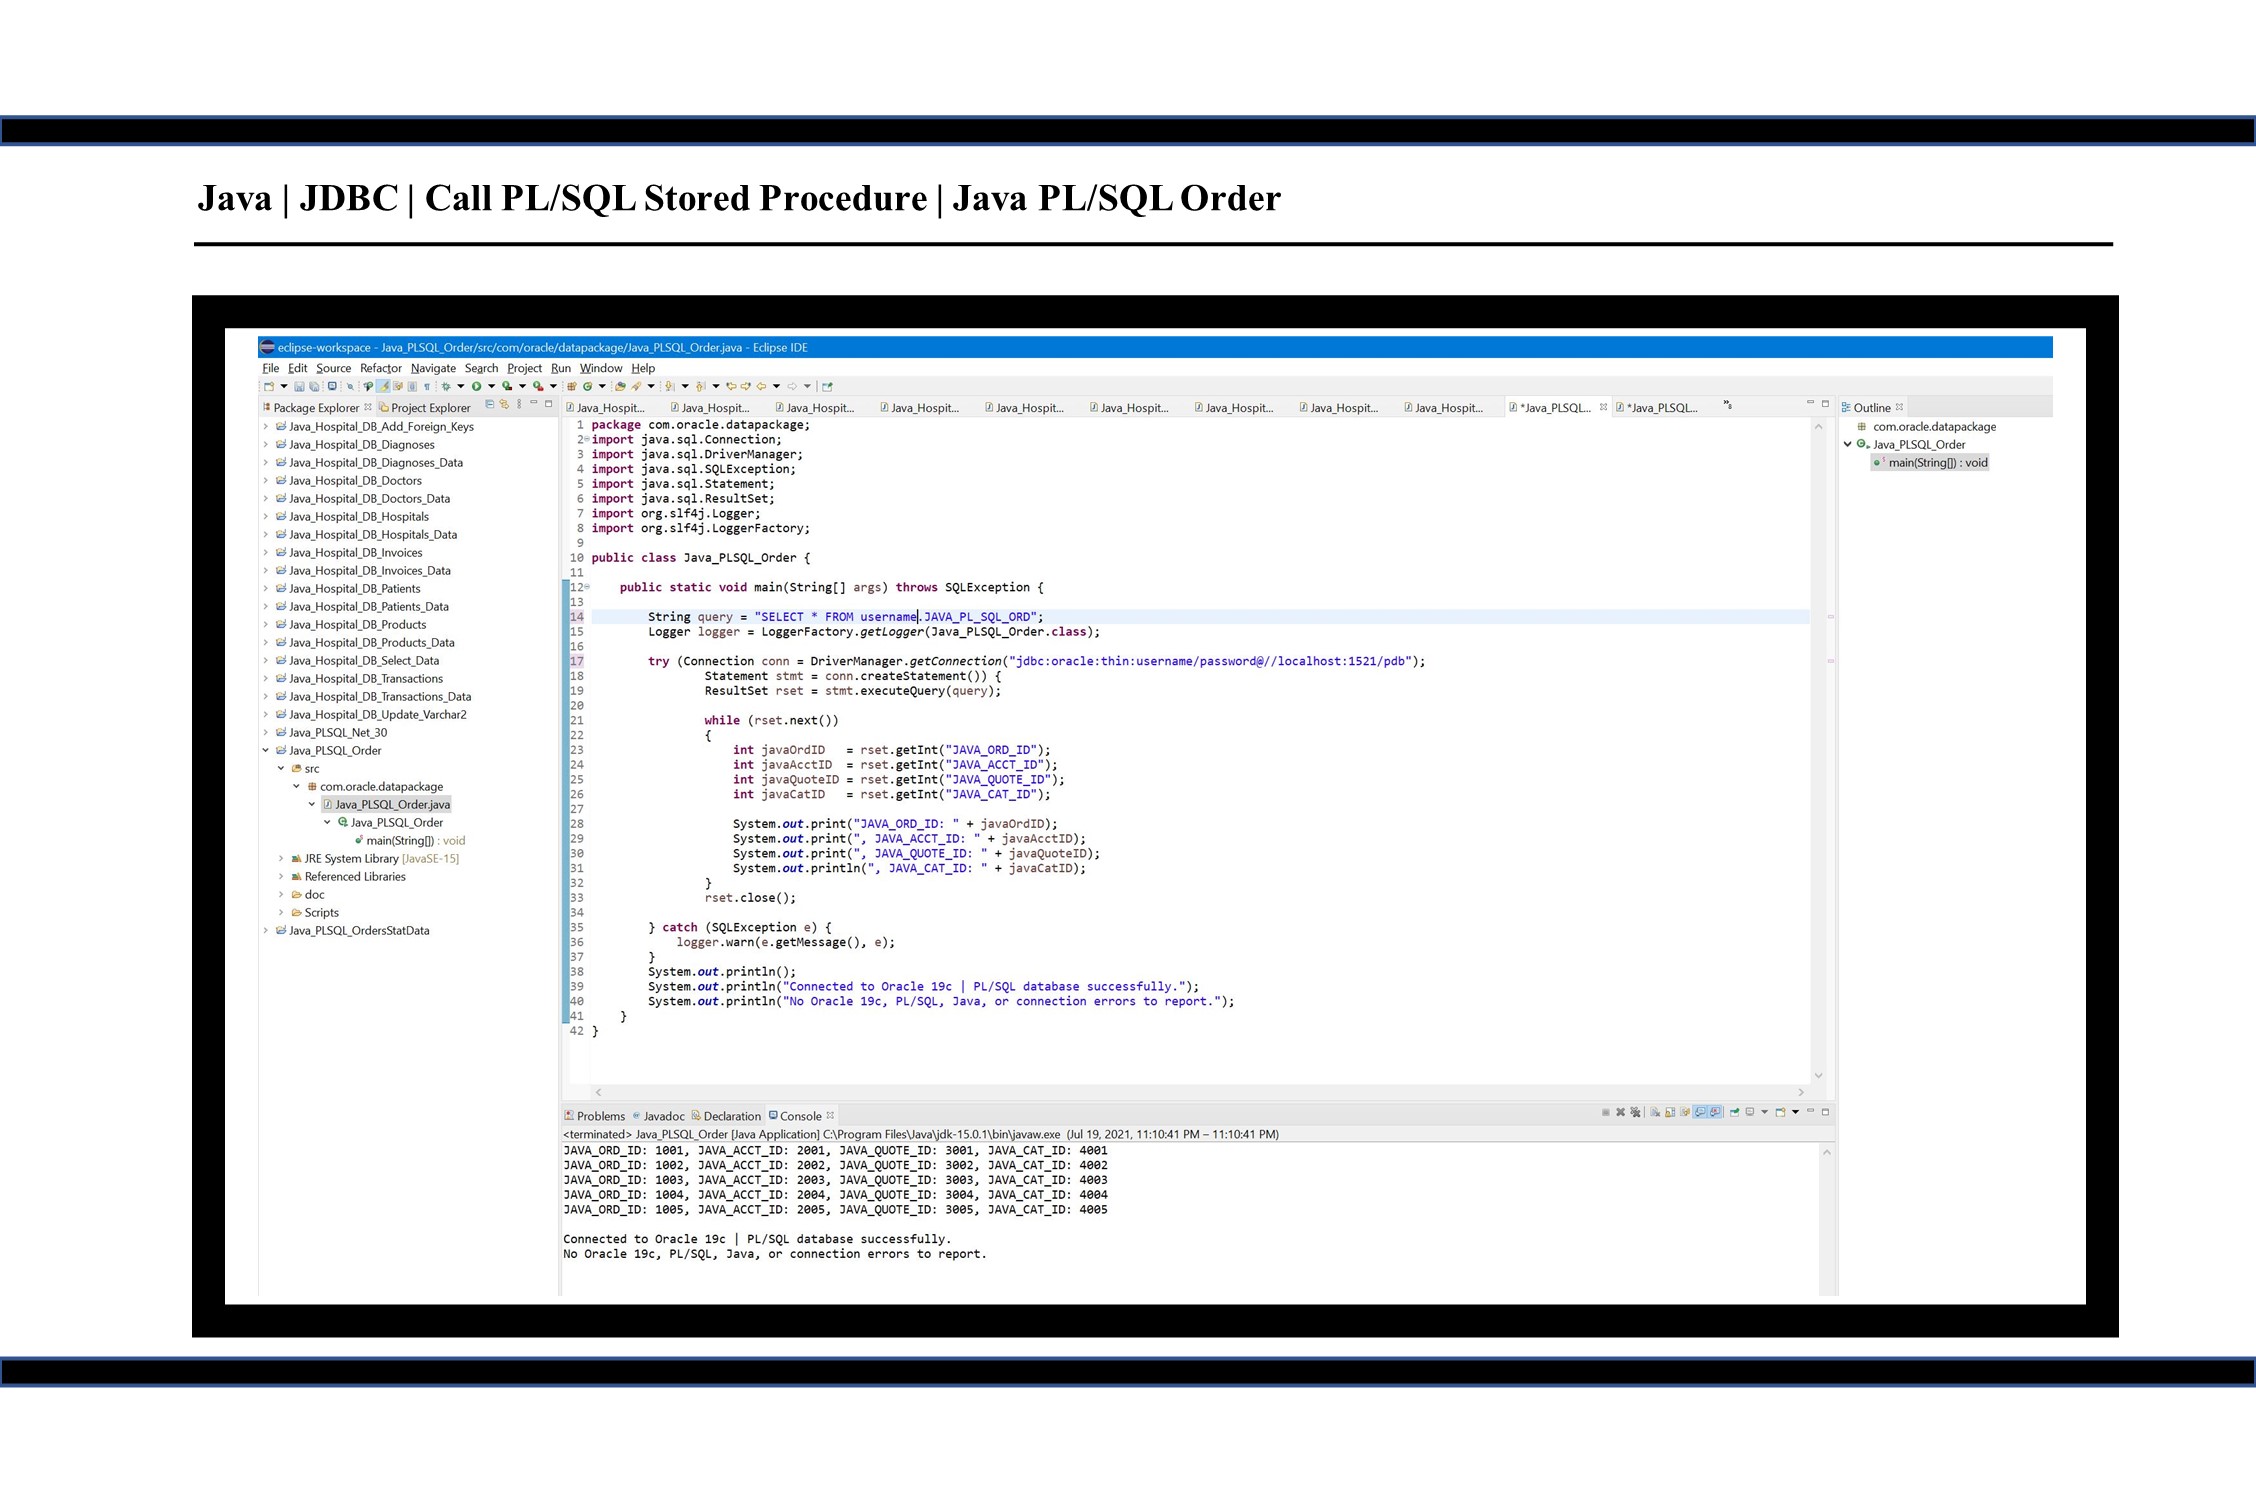 Java | JDBC | Call PL/SQL Stored Procedure | Java PL/SQL Order
eclipse-workspace - Java_PLSQL_Order/src/com/oracle/datapackage/Java_PLSQL_Order.java - Eclipse IDE
File Edit Source Refactor Navigate Search Project Run Window Help
Package Explorer Project Explorer
Java_Hospital_DB_Add_Foreign_Keys
Java_Hospital_DB_Diagnoses
Java_Hospital_DB_Diagnoses_Data
Java_Hospital_DB_Doctors
Java_Hospital_DB_Doctors_Data
Java_Hospital_DB_Hospitals
Java_Hospital_DB_Hospitals_Data
Java_Hospital_DB_Invoices
Java_Hospital_DB_Invoices_Data
Java_Hospital_DB_Patients
Java_Hospital_DB_Patients_Data
Java_Hospital_DB_Products
Java_Hospital_DB_Products_Data
Java_Hospital_DB_Select_Data
Java_Hospital_DB_Transactions
Java_Hospital_DB_Transactions_Data
Java_Hospital_DB_Update_Varchar2
Java_PLSQL_Net_30
Java_PLSQL_Order
src
com.oracle.datapackage
Java_PLSQL_Order.java
Java_PLSQL_Order
main(String[]) : void
JRE System Library [JavaSE-15]
Referenced Libraries
doc
Scripts
Java_PLSQL_OrdersStatData
Java_Hospit... Java_Hospit... Java_Hospit... Java_Hospit... Java_Hospit... Java_Hospit... Java_Hospit... Java_Hospit... Java_Hospit... *Java_PLSQL... *Java_PLSQL... »8
1 package com.oracle.datapackage;
2 import java.sql.Connection;
3 import java.sql.DriverManager;
4 import java.sql.SQLException;
5 import java.sql.Statement;
6 import java.sql.ResultSet;
7 import org.slf4j.Logger;
8 import org.slf4j.LoggerFactory;
9
10 public class Java_PLSQL_Order {
11
12 public static void main(String[] args) throws SQLException {
13
14 String query = "SELECT * FROM username.JAVA_PL_SQL_ORD";
15 Logger logger = LoggerFactory.getLogger(Java_PLSQL_Order.class);
16
17 try (Connection conn = DriverManager.getConnection("jdbc:oracle:thin:username/password@//localhost:1521/pdb");
18 Statement stmt = conn.createStatement()) {
19 ResultSet rset = stmt.executeQuery(query);
20
21 while (rset.next())
22 {
23 int javaOrdID = rset.getInt("JAVA_ORD_ID");
24 int javaAcctID = rset.getInt("JAVA_ACCT_ID");
25 int javaQuoteID = rset.getInt("JAVA_QUOTE_ID");
26 int javaCatID = rset.getInt("JAVA_CAT_ID");
27
28 System.out.print("JAVA_ORD_ID: " + javaOrdID);
29 System.out.print(", JAVA_ACCT_ID: " + javaAcctID);
30 System.out.print(", JAVA_QUOTE_ID: " + javaQuoteID);
31 System.out.println(", JAVA_CAT_ID: " + javaCatID);
32 }
33 rset.close();
34
35 } catch (SQLException e) {
36 logger.warn(e.getMessage(), e);
37 }
38 System.out.println();
39 System.out.println("Connected to Oracle 19c | PL/SQL database successfully.");
40 System.out.println("No Oracle 19c, PL/SQL, Java, or connection errors to report.");
41 }
42 }
Outline
com.oracle.datapackage
Java_PLSQL_Order
main(String[]) : void
Problems @ Javadoc Declaration Console
<terminated> Java_PLSQL_Order [Java Application] C:\Program Files\Java\jdk-15.0.1\bin\javaw.exe (Jul 19, 2021, 11:10:41 PM – 11:10:41 PM)
JAVA_ORD_ID: 1001, JAVA_ACCT_ID: 2001, JAVA_QUOTE_ID: 3001, JAVA_CAT_ID: 4001
JAVA_ORD_ID: 1002, JAVA_ACCT_ID: 2002, JAVA_QUOTE_ID: 3002, JAVA_CAT_ID: 4002
JAVA_ORD_ID: 1003, JAVA_ACCT_ID: 2003, JAVA_QUOTE_ID: 3003, JAVA_CAT_ID: 4003
JAVA_ORD_ID: 1004, JAVA_ACCT_ID: 2004, JAVA_QUOTE_ID: 3004, JAVA_CAT_ID: 4004
JAVA_ORD_ID: 1005, JAVA_ACCT_ID: 2005, JAVA_QUOTE_ID: 3005, JAVA_CAT_ID: 4005
Connected to Oracle 19c | PL/SQL database successfully.
No Oracle 19c, PL/SQL, Java, or connection errors to report.